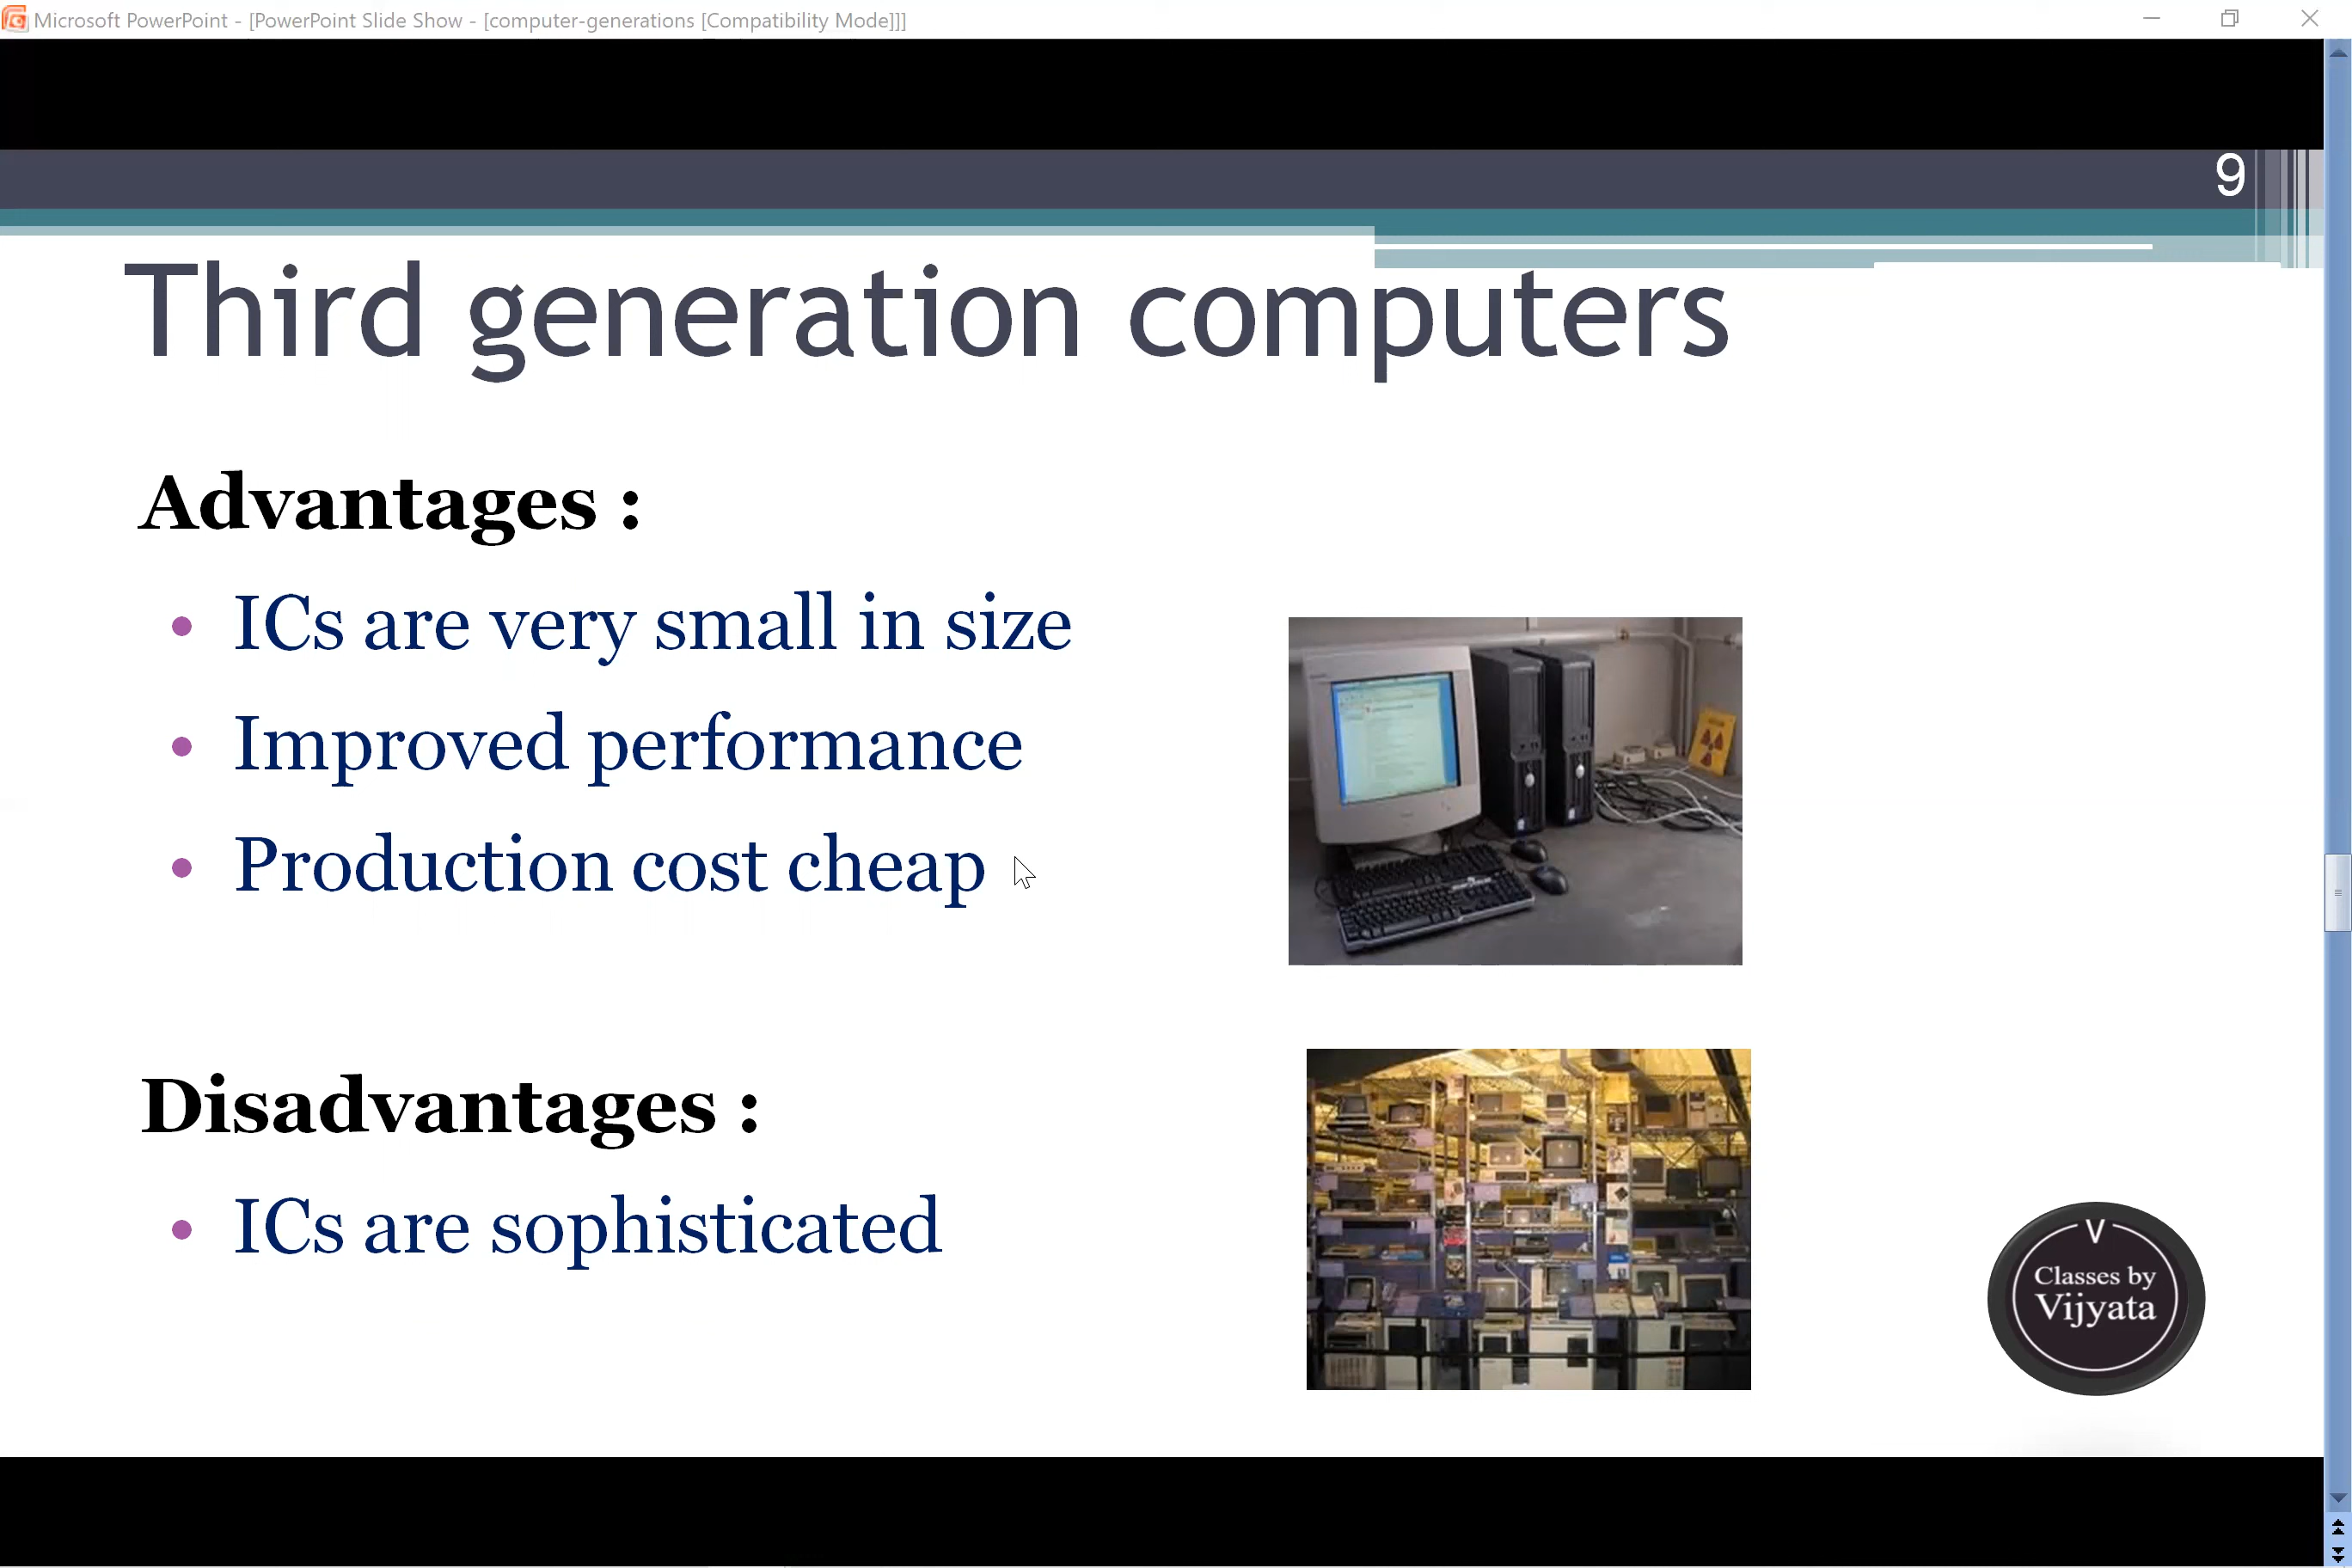 Microsoft PowerPoint - [PowerPoint Slide Show - [computer-generations [Compatibility Mode]]]
9
Third generation computers
Advantages :
• ICs are very small in size
• Improved performance
• Production cost cheap
Disadvantages :
• ICs are sophisticated
V
Classes by
Vijyata